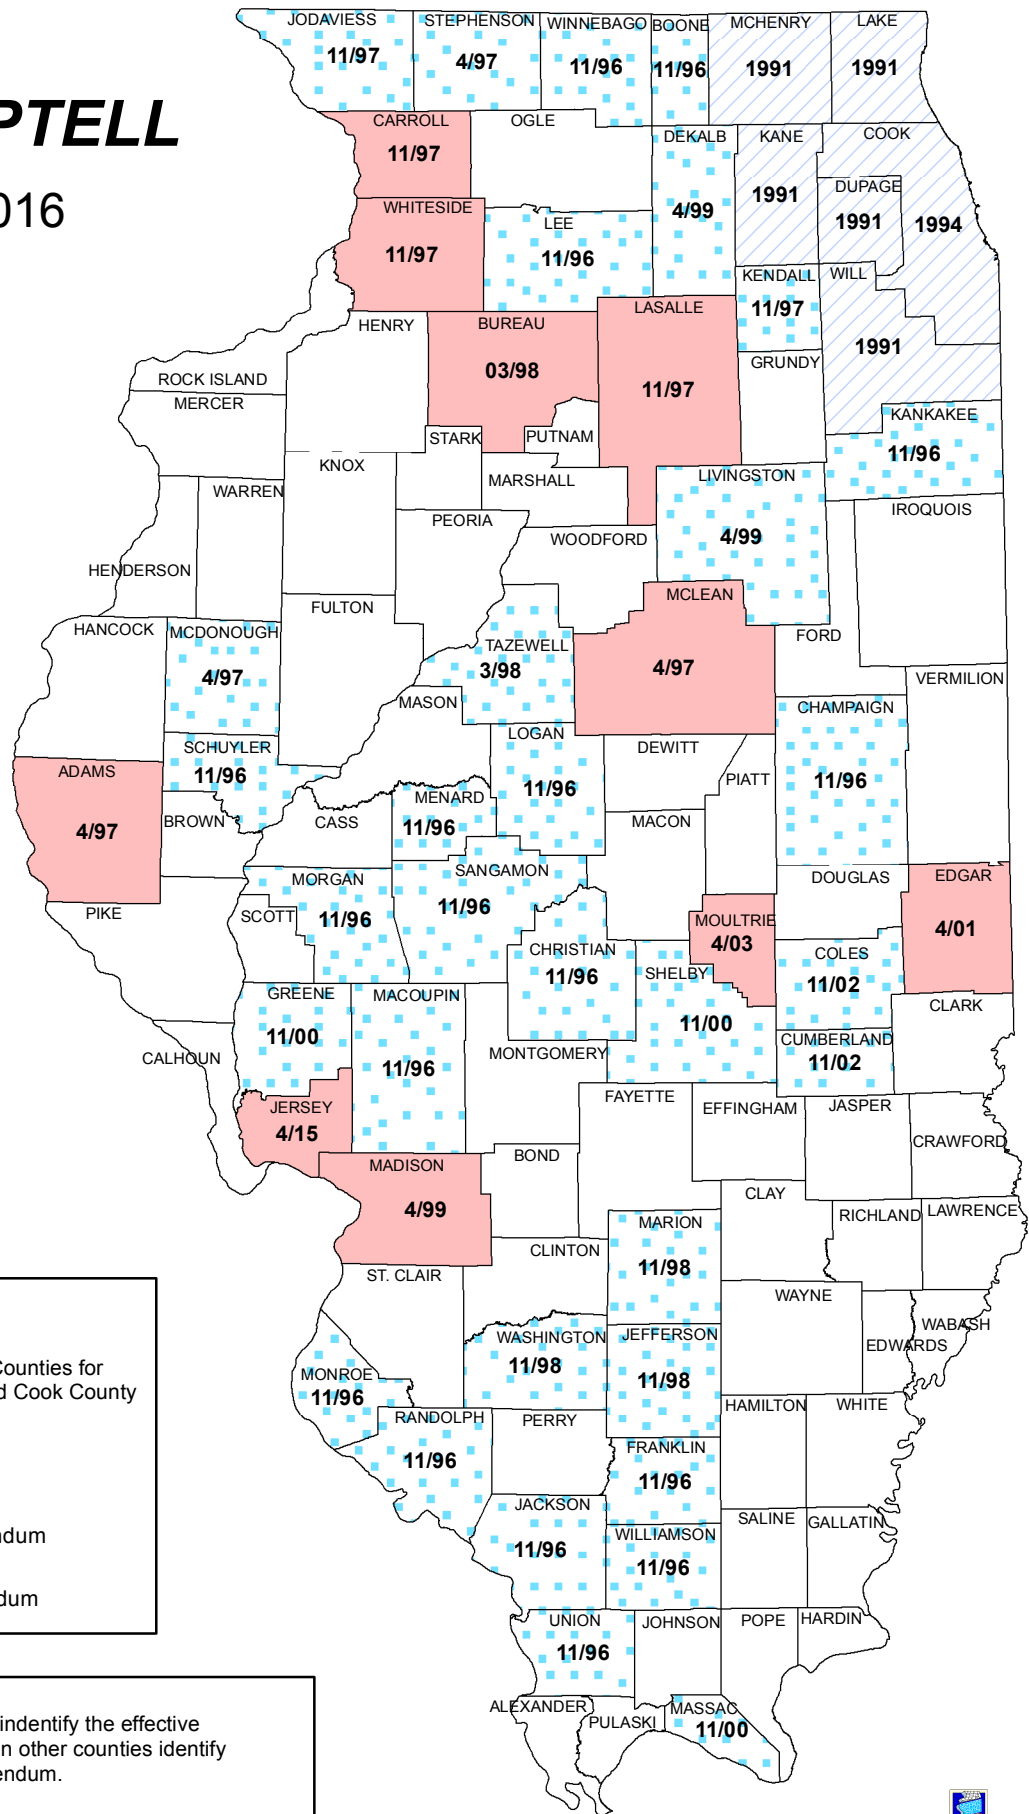 PTELL
016
JODAVIESS
11/97
STEPHENSON
4/97
WINNEBAGO
11/96
BOONE
11/96
MCHENRY
1991
LAKE
1991
CARROLL
11/97
OGLE
DEKALB
4/99
KANE
1991
COOK
1994
DUPAGE
1991
WHITESIDE
11/97
LEE
11/96
KENDALL
11/97
WILL
1991
HENRY
BUREAU
03/98
LASALLE
11/97
GRUNDY
ROCK ISLAND
MERCER
KANKAKEE
11/96
STARK
PUTNAM
KNOX
MARSHALL
LIVINGSTON
4/99
WARREN
IROQUOIS
PEORIA
WOODFORD
HENDERSON
FULTON
MCLEAN
4/97
HANCOCK
MCDONOUGH
4/97
TAZEWELL
3/98
FORD
VERMILION
MASON
CHAMPAIGN
11/96
LOGAN
11/96
DEWITT
SCHUYLER
11/96
ADAMS
4/97
PIATT
MENARD
11/96
BROWN
CASS
MACON
MORGAN
11/96
SANGAMON
11/96
DOUGLAS
EDGAR
4/01
PIKE
SCOTT
MOULTRIE
4/03
CHRISTIAN
11/96
COLES
11/02
SHELBY
11/00
GREENE
11/00
MACOUPIN
11/96
CLARK
CUMBERLAND
11/02
MONTGOMERY
CALHOUN
FAYETTE
EFFINGHAM
JASPER
JERSEY
4/15
CRAWFORD
BOND
MADISON
4/99
CLAY
RICHLAND
LAWRENCE
MARION
11/98
CLINTON
ST. CLAIR
WAYNE
WABASH
EDWARDS
WASHINGTON
11/98
JEFFERSON
11/98
MONROE
11/96
RANDOLPH
11/96
PERRY
HAMILTON
WHITE
FRANKLIN
11/96
JACKSON
11/96
WILLIAMSON
11/96
SALINE
GALLATIN
UNION
11/96
JOHNSON
POPE
HARDIN
ALEXANDER
PULASKI
MASSAC
11/00
Counties for
d Cook County
ndum
dum
indentify the effective
n other counties identify
endum.